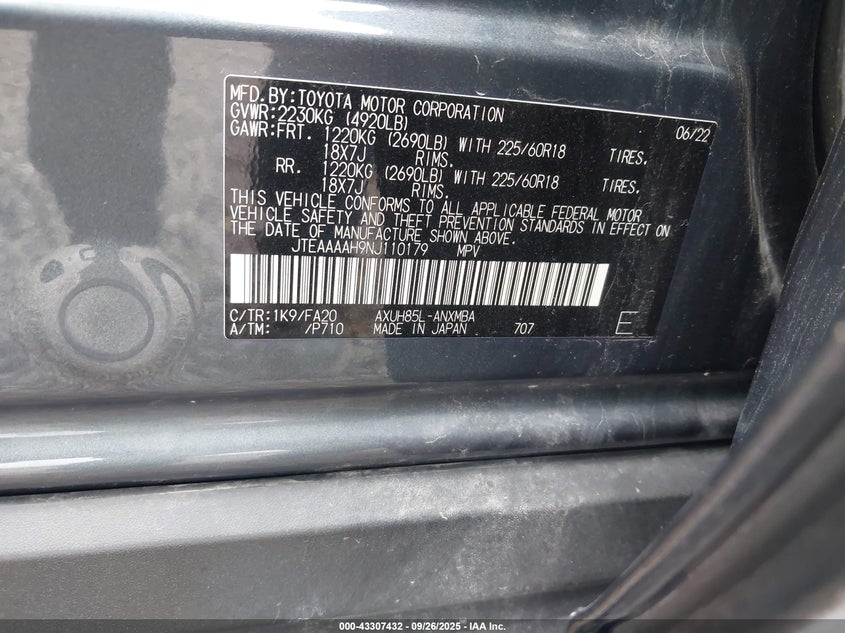 MFD.BY:TOYOTA MOTOR CORPORATION 06/22
GVWR:2230KG (4920LB)
GAWR:FRT. 1220KG (2690LB) WITH 225/60R18 TIRES,
18X7J RIMS.
RR. 1220KG (2690LB) WITH 225/60R18 TIRES,
18X7J RIMS.
THIS VEHICLE CONFORMS TO ALL APPLICABLE FEDERAL MOTOR
VEHICLE SAFETY AND THEFT PREVENTION STANDARDS IN EFFECT ON
THE DATE OF MANUFACTURE SHOWN ABOVE.
JTEAAAAH9NJ110179 MPV
C/TR:1K9/FA20 AXUH85L-ANXMBA
A/TM: /P710 MADE IN JAPAN 707 E
000-43307432 - 09/26/2025 - IAA Inc.